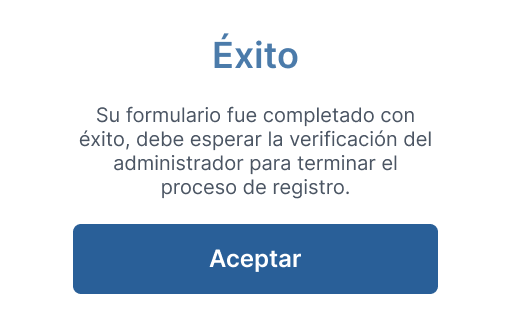 Éxito
Su formulario fue completado con
éxito, debe esperar la verificación del
administrador para terminar el
proceso de registro.
Aceptar